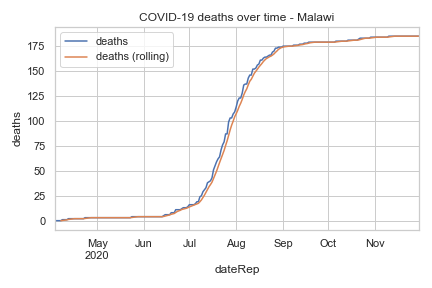 COVID-19 deaths over time - Malawi
deaths
deaths (rolling)
175
150
125
100
75
50
25
0
deaths
May Jun Jul Aug Sep Oct Nov
2020
dateRep